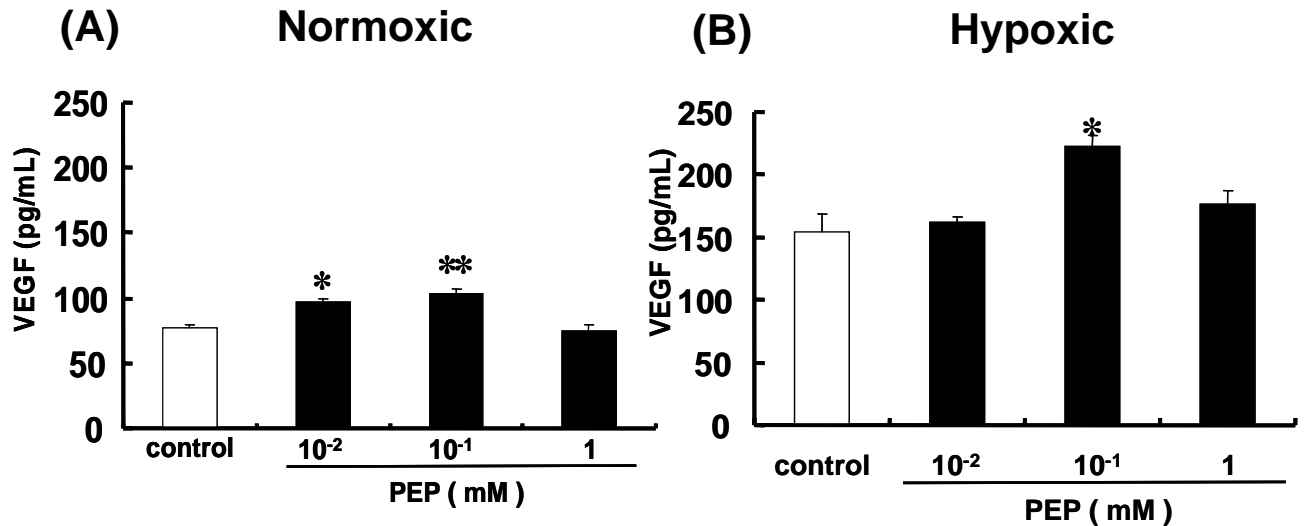 (A) Normoxic
250
200
150
100
50
0
VEGF (pg/mL)
*
**
control 10⁻² 10⁻¹ 1
PEP ( mM )
(B) Hypoxic
250
200
150
100
50
0
VEGF (pg/mL)
*
control 10⁻² 10⁻¹ 1
PEP ( mM )